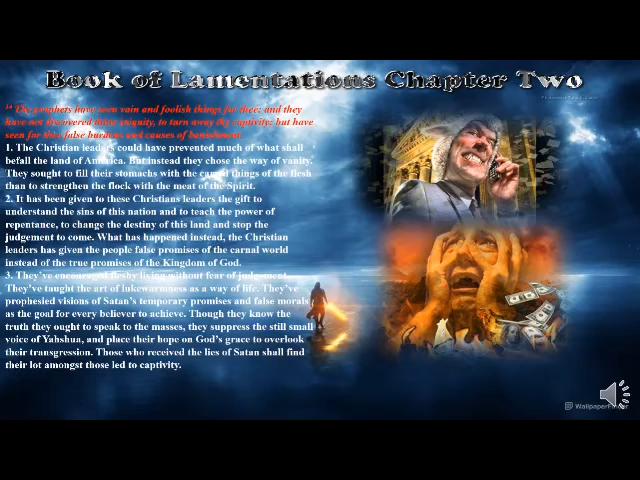 Book of Lamentations Chapter Two
14 Thy prophets have seen vain and foolish things for thee: and they
have not discovered thine iniquity, to turn away thy captivity; but have
seen for thee false burdens and causes of banishment.
1. The Christian leaders could have prevented much of what shall
befall the land of America. But instead they chose the way of vanity.
They sought to fill their stomachs with the carnal things of the flesh
than to strengthen the flock with the meat of the Spirit.
2. It has been given to these Christians leaders the gift to
understand the sins of this nation and to teach the power of
repentance, to change the destiny of this land and stop the
judgement to come. What has happened instead, the Christian
leaders has given the people false promises of the carnal world
instead of the true promises of the Kingdom of God.
3. They've encouraged fleshy living without fear of judgement.
They've taught the art of lukewarmness as a way of life. They've
prophesied visions of Satan's temporary promises and false morals
as the goal for every believer to achieve. Though they know the
truth they ought to speak to the masses, they suppress the still small
voice of Yahshua, and place their hope on God's grace to overlook
their transgression. Those who received the lies of Satan shall find
their lot amongst those led to captivity.